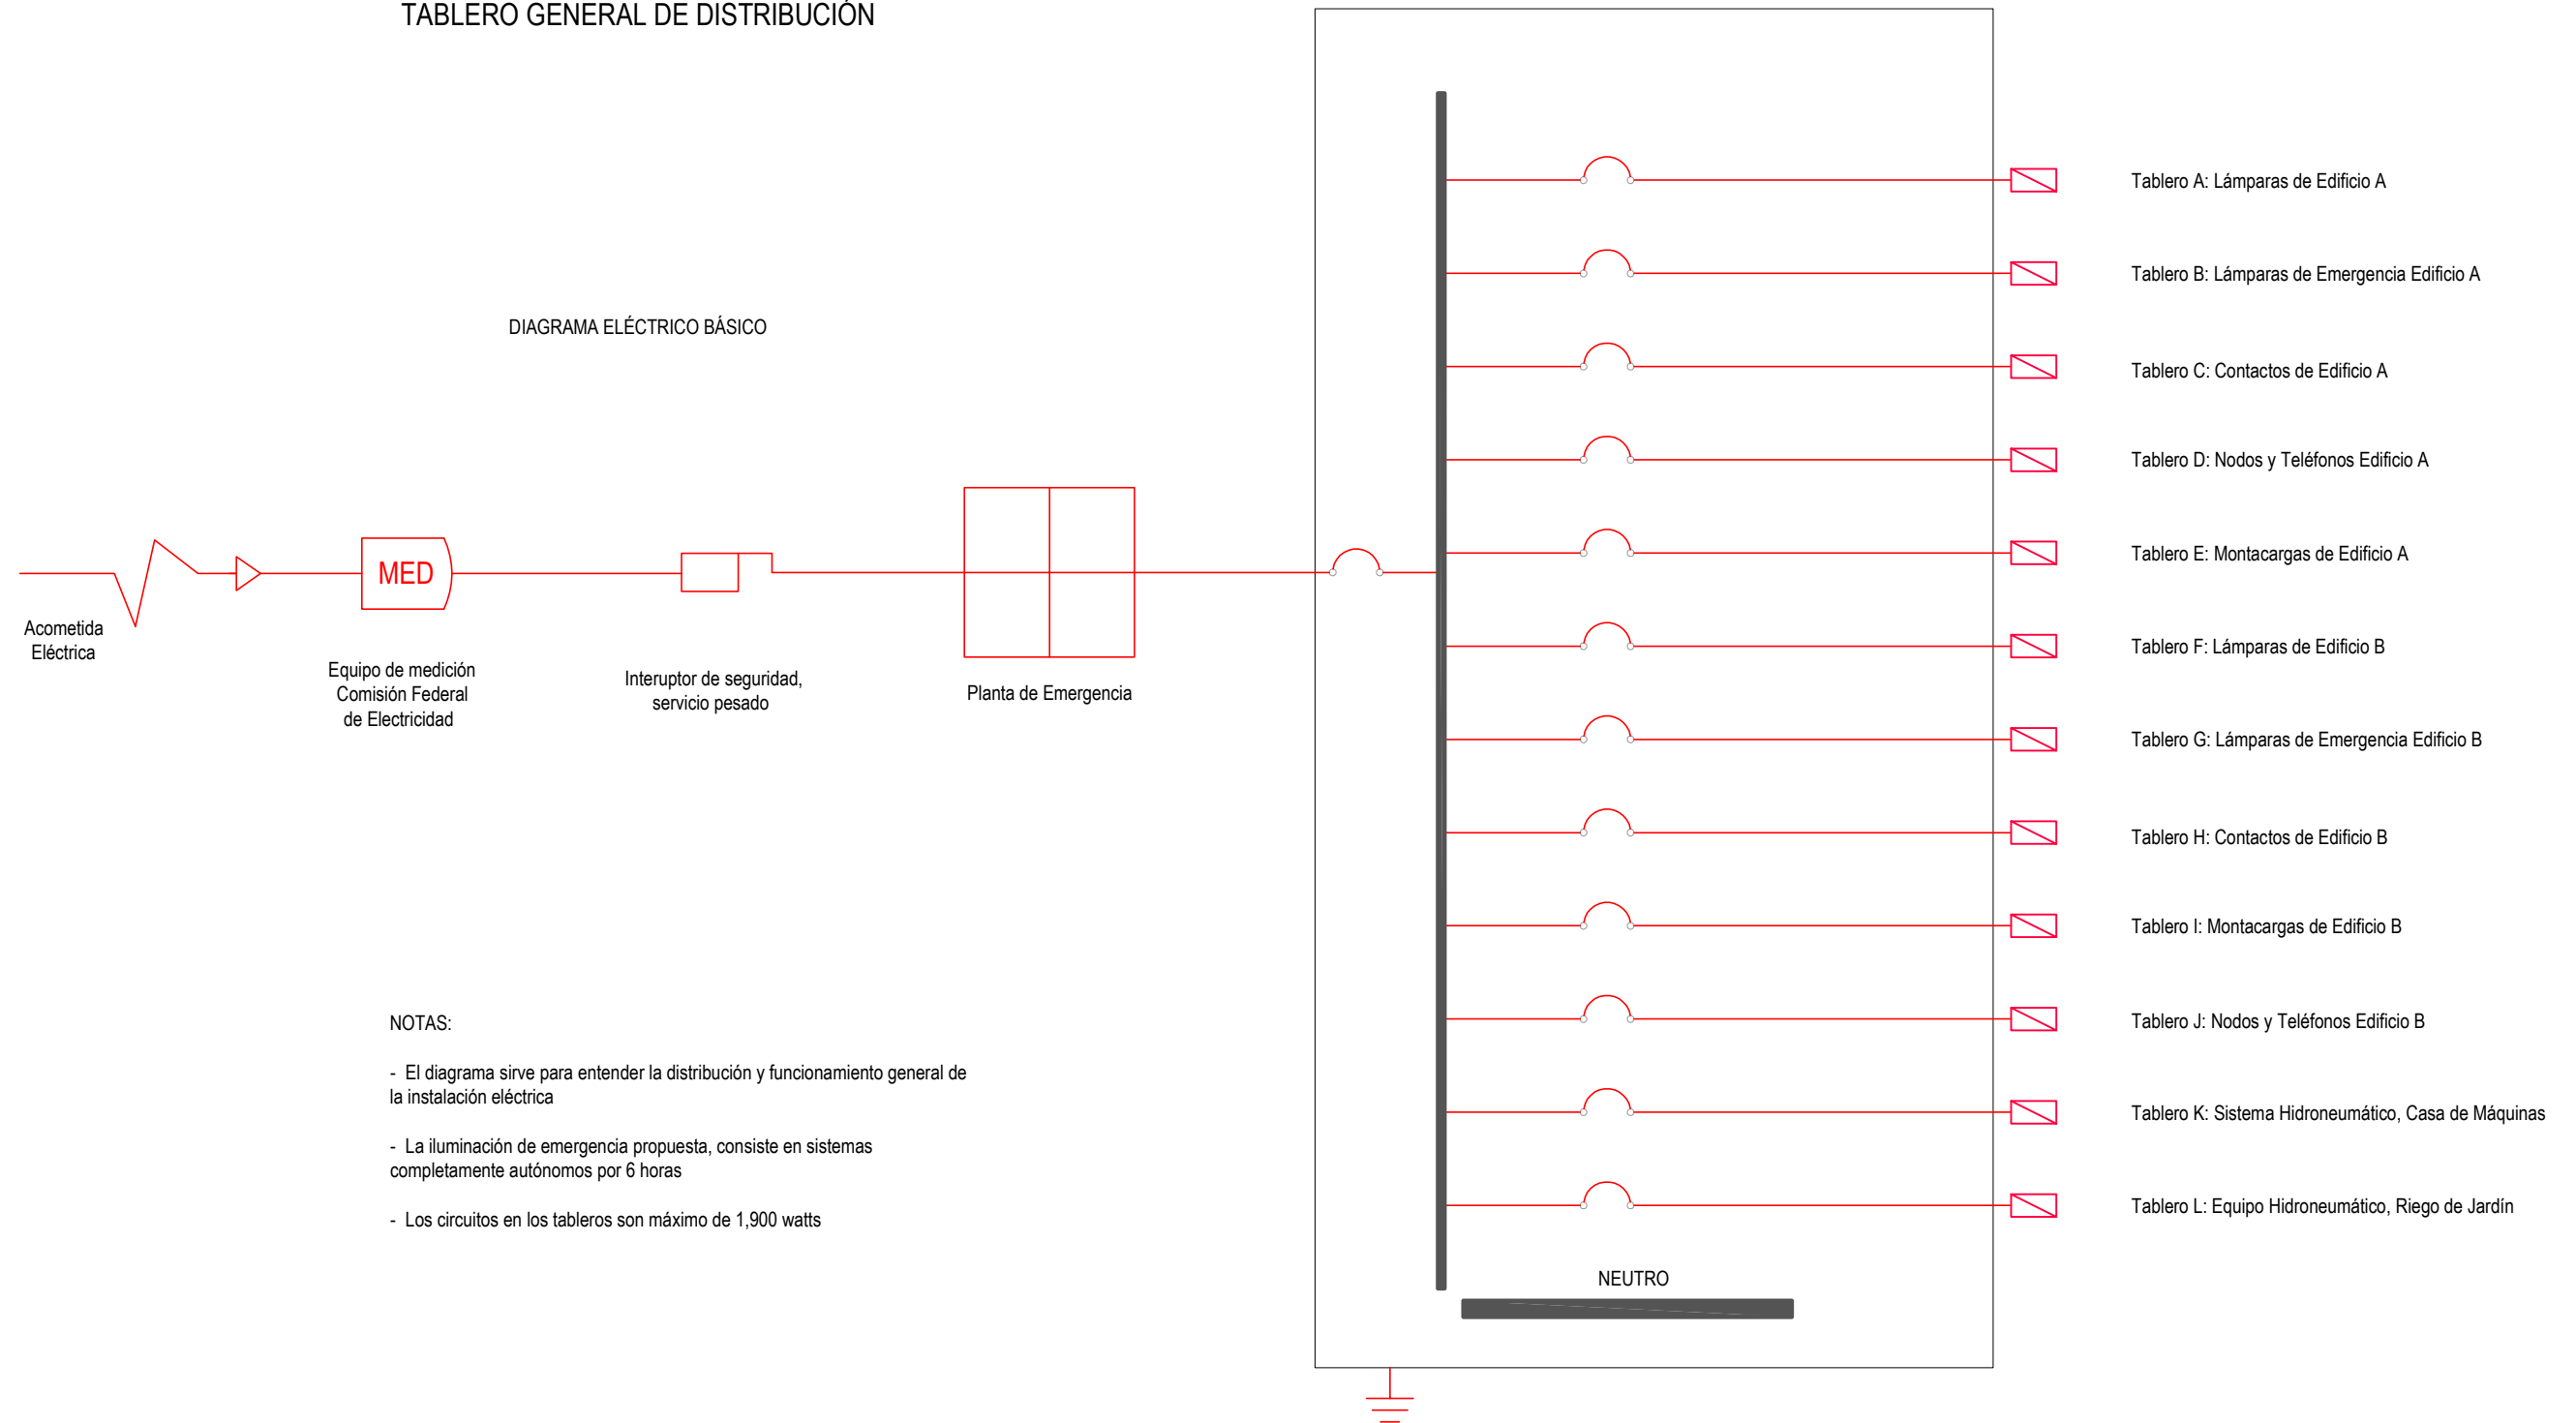 TABLERO GENERAL DE DISTRIBUCIÓN
DIAGRAMA ELÉCTRICO BÁSICO
Acometida
Eléctrica
MED
Equipo de medición
Comisión Federal
de Electricidad
Interuptor de seguridad,
servicio pesado
Planta de Emergencia
NOTAS:
- El diagrama sirve para entender la distribución y funcionamiento general de
la instalación eléctrica
- La iluminación de emergencia propuesta, consiste en sistemas
completamente autónomos por 6 horas
- Los circuitos en los tableros son máximo de 1,900 watts
Tablero A: Lámparas de Edificio A
Tablero B: Lámparas de Emergencia Edificio A
Tablero C: Contactos de Edificio A
Tablero D: Nodos y Teléfonos Edificio A
Tablero E: Montacargas de Edificio A
Tablero F: Lámparas de Edificio B
Tablero G: Lámparas de Emergencia Edificio B
Tablero H: Contactos de Edificio B
Tablero I: Montacargas de Edificio B
Tablero J: Nodos y Teléfonos Edificio B
Tablero K: Sistema Hidroneumático, Casa de Máquinas
Tablero L: Equipo Hidroneumático, Riego de Jardín
NEUTRO